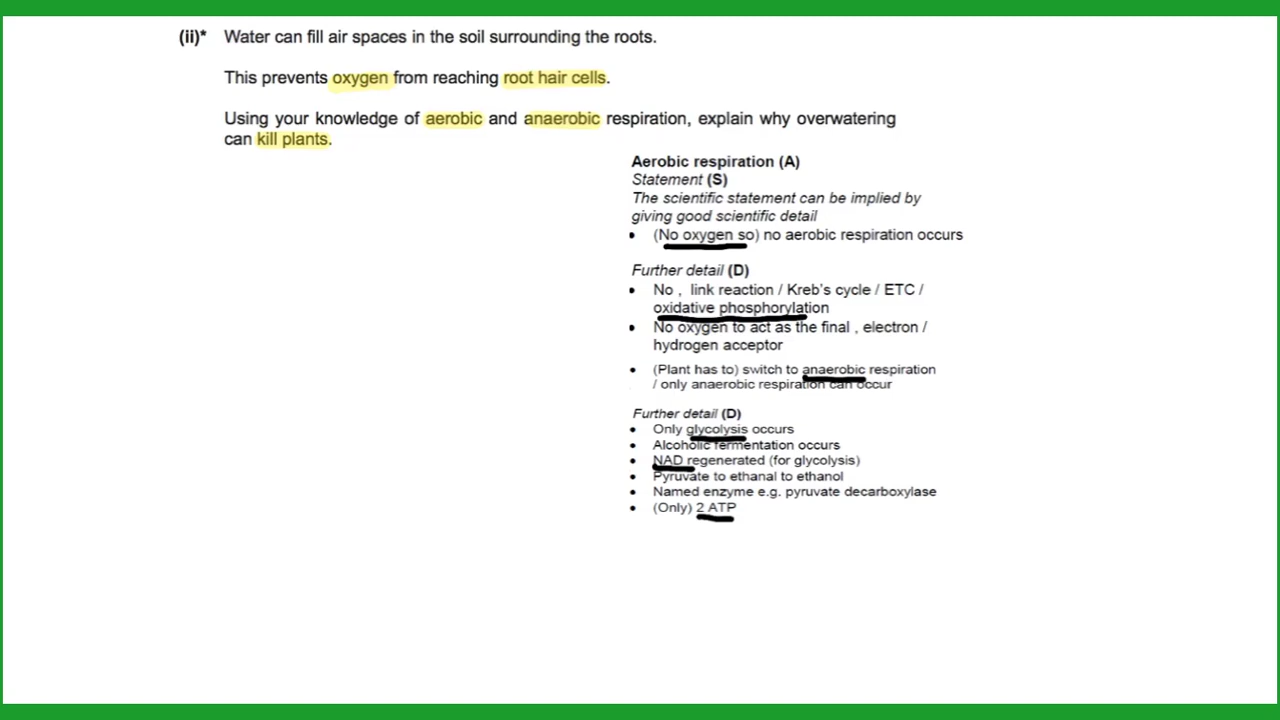 (ii)* Water can fill air spaces in the soil surrounding the roots.
This prevents oxygen from reaching root hair cells.
Using your knowledge of aerobic and anaerobic respiration, explain why overwatering
can kill plants.
Aerobic respiration (A)
Statement (S)
The scientific statement can be implied by
giving good scientific detail
• (No oxygen so) no aerobic respiration occurs
Further detail (D)
• No , link reaction / Kreb's cycle / ETC /
oxidative phosphorylation
• No oxygen to act as the final , electron /
hydrogen acceptor
• (Plant has to) switch to anaerobic respiration
/ only anaerobic respiration can occur
Further detail (D)
• Only glycolysis occurs
• Alcoholic fermentation occurs
• NAD regenerated (for glycolysis)
• Pyruvate to ethanal to ethanol
• Named enzyme e.g. pyruvate decarboxylase
• (Only) 2 ATP